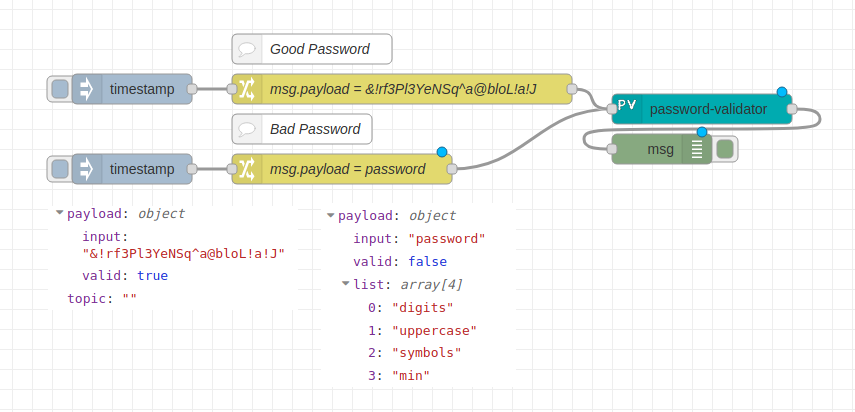 Good Password
timestamp
msg.payload = &!rf3Pl3YeNSq^a@bloL!a!J
PV password-validator
Bad Password
msg
timestamp
msg.payload = password
payload: object
input:
"&!rf3Pl3YeNSq^a@bloL!a!J"
valid: true
topic: ""
payload: object
input: "password"
valid: false
list: array[4]
0: "digits"
1: "uppercase"
2: "symbols"
3: "min"